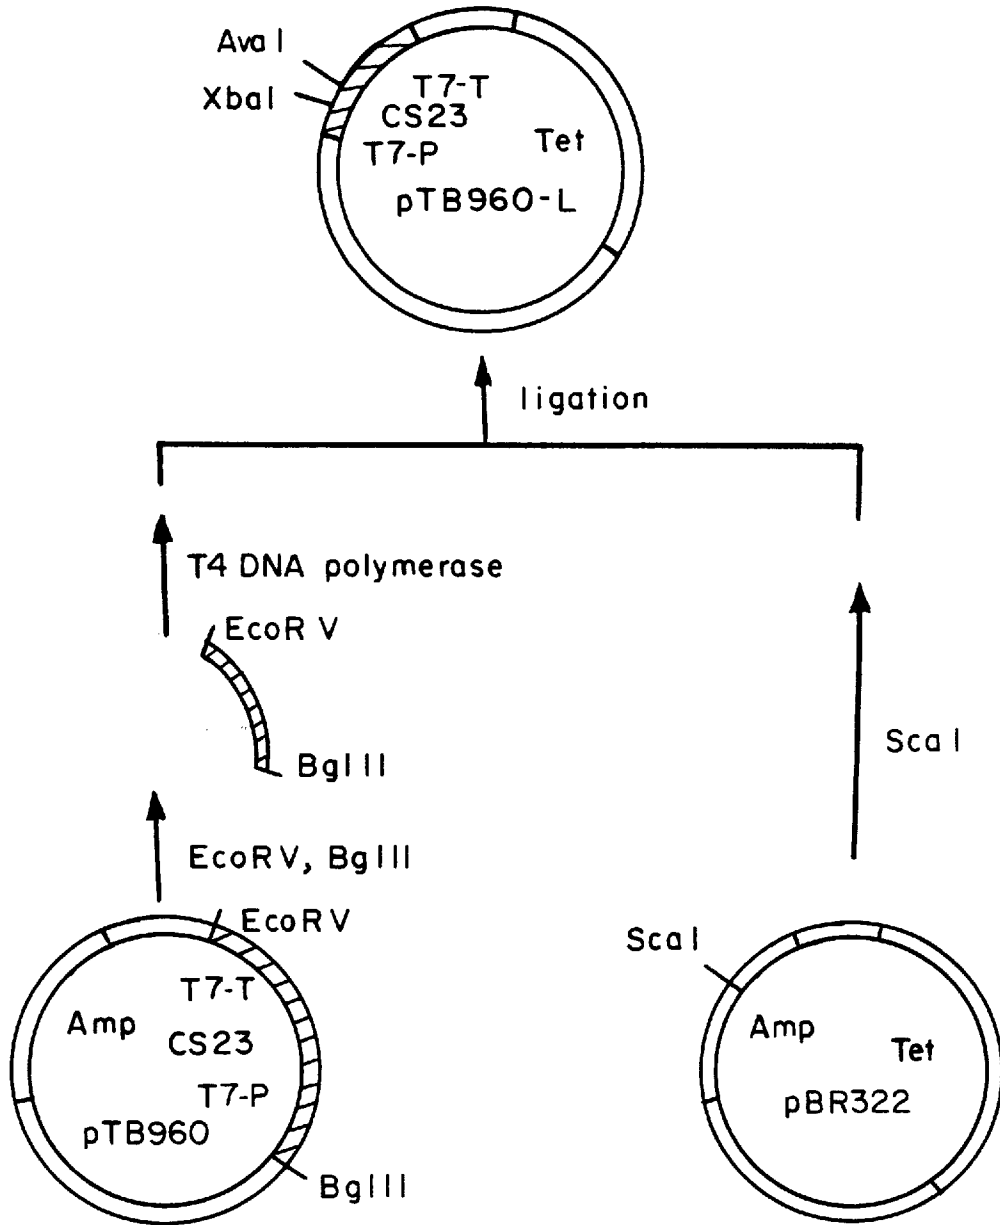 Ava I
XbaI
T7-T
CS23
T7-P
Tet
pTB960-L
ligation
T4 DNA polymerase
EcoR V
BglII
EcoRV, BglII
ScaI
EcoRV
T7-T
Amp
CS23
T7-P
pTB960
BglII
ScaI
Amp
Tet
pBR322